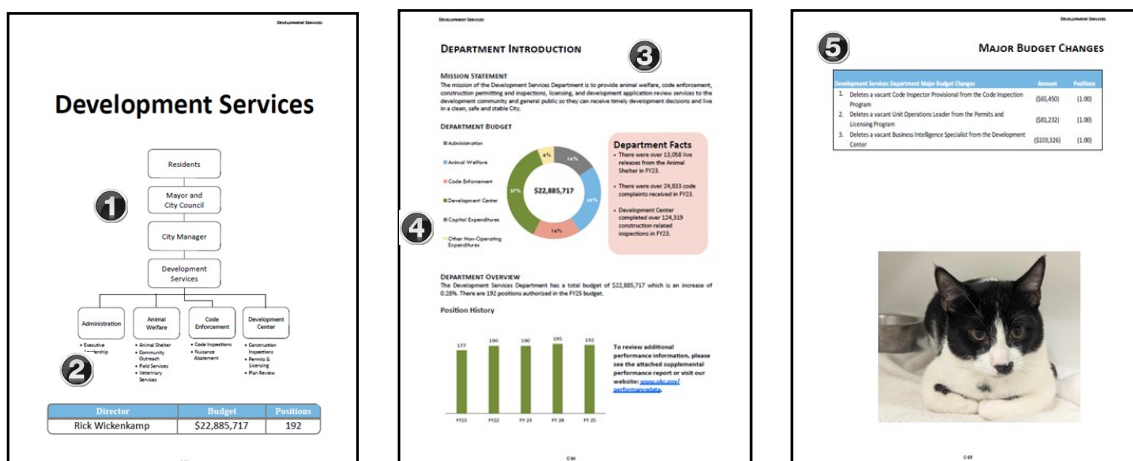 DEVELOPMENT SERVICES
Development Services
Residents
1
Mayor and
City Council
City Manager
Development
Services
Administration
Animal
Welfare
Code
Enforcement
Development
Center
• Executive
• Animal Shelter
• Community
Outreach
• Field Services
• Veterinary
Services
• Code Inspections
• Nuisance
Abatement
• Construction
Inspections
• Permits &
Licensing
• Plan Review
2
Director Budget Positions
Rick Wickenkamp $22,885,717 192
DEVELOPMENT SERVICES
DEPARTMENT INTRODUCTION
3
MISSION STATEMENT
The mission of the Development Services Department is to provide animal welfare, code enforcement,
construction permitting and inspections, licensing, and development application review services to the
development community and general public so they can receive timely development decisions and live
in a clean, safe and stable City.
DEPARTMENT BUDGET
Administration
Animal Welfare
Code Enforcement
Development Center
Capital Expenditures
Other Non-Operating
Expenditures
4
$22,885,717
Department Facts
• There were over 13,058 live
releases from the Animal
Shelter in FY23.
• There were over 24,833 code
complaints received in FY23.
• Development Center
completed over 124,319
construction related
inspections in FY23.
DEPARTMENT OVERVIEW
The Development Services Department has a total budget of $22,885,717 which is an increase of
0.28%. There are 192 positions authorized in the FY25 budget.
Position History
177 190 190 195 192
FY21 FY22 FY 23 FY 24 FY 25
To review additional
performance information, please
see the attached supplemental
performance report or visit our
website: www.okc.gov/
performancedata.
DEVELOPMENT SERVICES
5
MAJOR BUDGET CHANGES
Development Services Department Major Budget Changes Amount Positions
1. Deletes a vacant Code Inspector Provisional from the Code Inspection
Program ($65,450) (1.00)
2. Deletes a vacant Unit Operations Leader from the Permits and
Licensing Program ($81,232) (1.00)
3. Deletes a vacant Business Intelligence Specialist from the Development
Center ($103,326) (1.00)